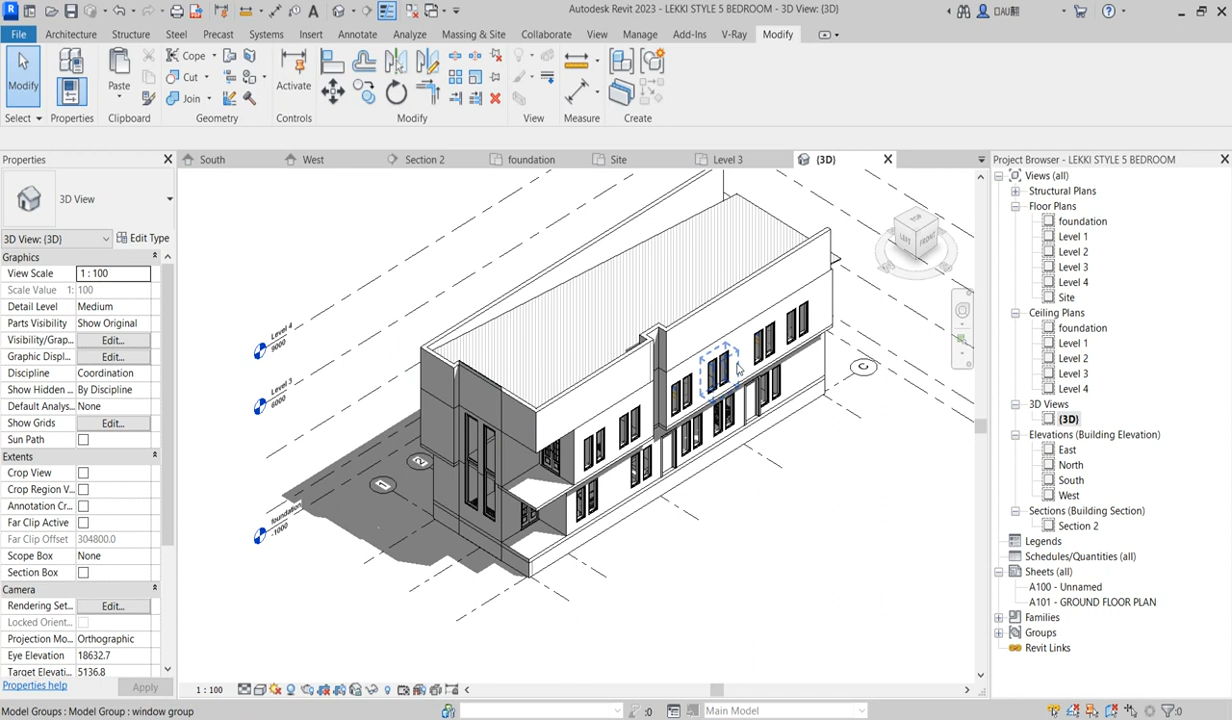 Autodesk Revit 2023 - LEKKI STYLE 5 BEDROOM - 3D View: {3D}
File Architecture Structure Steel Precast Systems Insert Annotate Analyze Massing & Site Collaborate View Manage Add-Ins V-Ray Modify
Modify Paste Cope Cut Join Activate
Select Properties Clipboard Geometry Controls Modify View Measure Create
Properties
South West Section 2 foundation Site Level 3 (3D)
Project Browser - LEKKI STYLE 5 BEDROOM
3D View
3D View: {3D} Edit Type
Graphics
View Scale 1 : 100
Scale Value 1: 100
Detail Level Medium
Parts Visibility Show Original
Visibility/Grap... Edit...
Graphic Displ... Edit...
Discipline Coordination
Show Hidden ... By Discipline
Default Analys... None
Show Grids Edit...
Sun Path
Extents
Crop View
Crop Region V...
Annotation Cr...
Far Clip Active
Far Clip Offset 304800.0
Scope Box None
Section Box
Camera
Rendering Set... Edit...
Locked Orient...
Projection Mo... Orthographic
Eye Elevation 18632.7
Target Elevati... 5136.8
Properties help Apply
Level 4
9000
Level 3
6000
foundation
-1000
1
2
C
TOP
LEFT
FRONT
Views (all)
Structural Plans
Floor Plans
foundation
Level 1
Level 2
Level 3
Level 4
Site
Ceiling Plans
foundation
Level 1
Level 2
Level 3
Level 4
3D Views
(3D)
Elevations (Building Elevation)
East
North
South
West
Sections (Building Section)
Section 2
Legends
Schedules/Quantities (all)
Sheets (all)
A100 - Unnamed
A101 - GROUND FLOOR PLAN
Families
Groups
Revit Links
1 : 100
Model Groups : Model Group : window group
:0
Main Model
:0